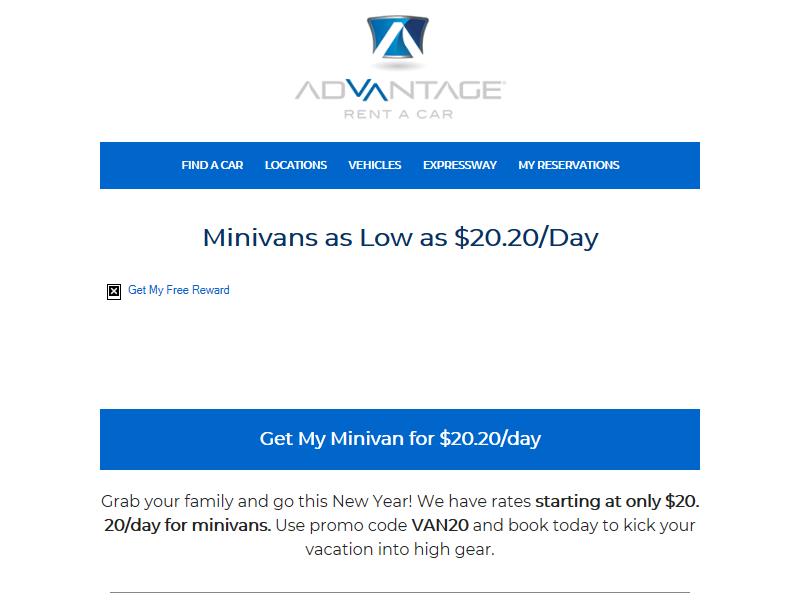 ADVANTAGE
RENT A CAR
FIND A CAR LOCATIONS VEHICLES EXPRESSWAY MY RESERVATIONS
Minivans as Low as $20.20/Day
Get My Free Reward
Get My Minivan for $20.20/day
Grab your family and go this New Year! We have rates starting at only $20.
20/day for minivans. Use promo code VAN20 and book today to kick your
vacation into high gear.